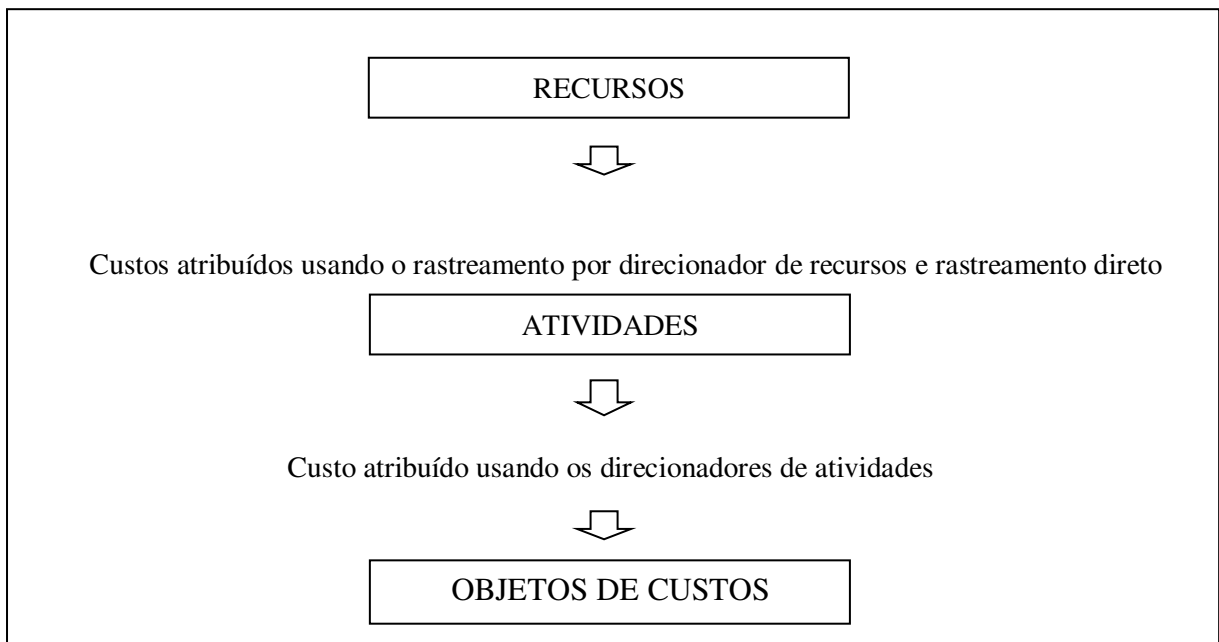 RECURSOS
Custos atribuídos usando o rastreamento por direcionador de recursos e rastreamento direto
ATIVIDADES
Custo atribuído usando os direcionadores de atividades
OBJETOS DE CUSTOS